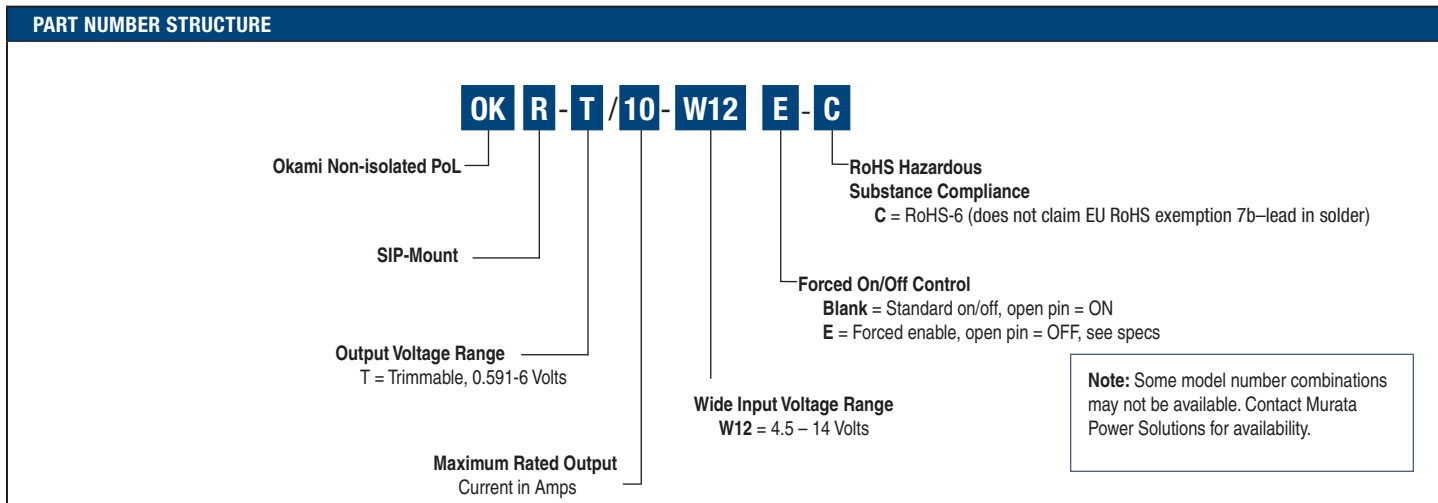 PART NUMBER STRUCTURE
OK R - T / 10 - W12 E - C
Okami Non-isolated PoL
RoHS Hazardous
Substance Compliance
C = RoHS-6 (does not claim EU RoHS exemption 7b–lead in solder)
SIP-Mount
Forced On/Off Control
Blank = Standard on/off, open pin = ON
E = Forced enable, open pin = OFF, see specs
Output Voltage Range
T = Trimmable, 0.591-6 Volts
Wide Input Voltage Range
W12 = 4.5 – 14 Volts
Note: Some model number combinations
may not be available. Contact Murata
Power Solutions for availability.
Maximum Rated Output
Current in Amps